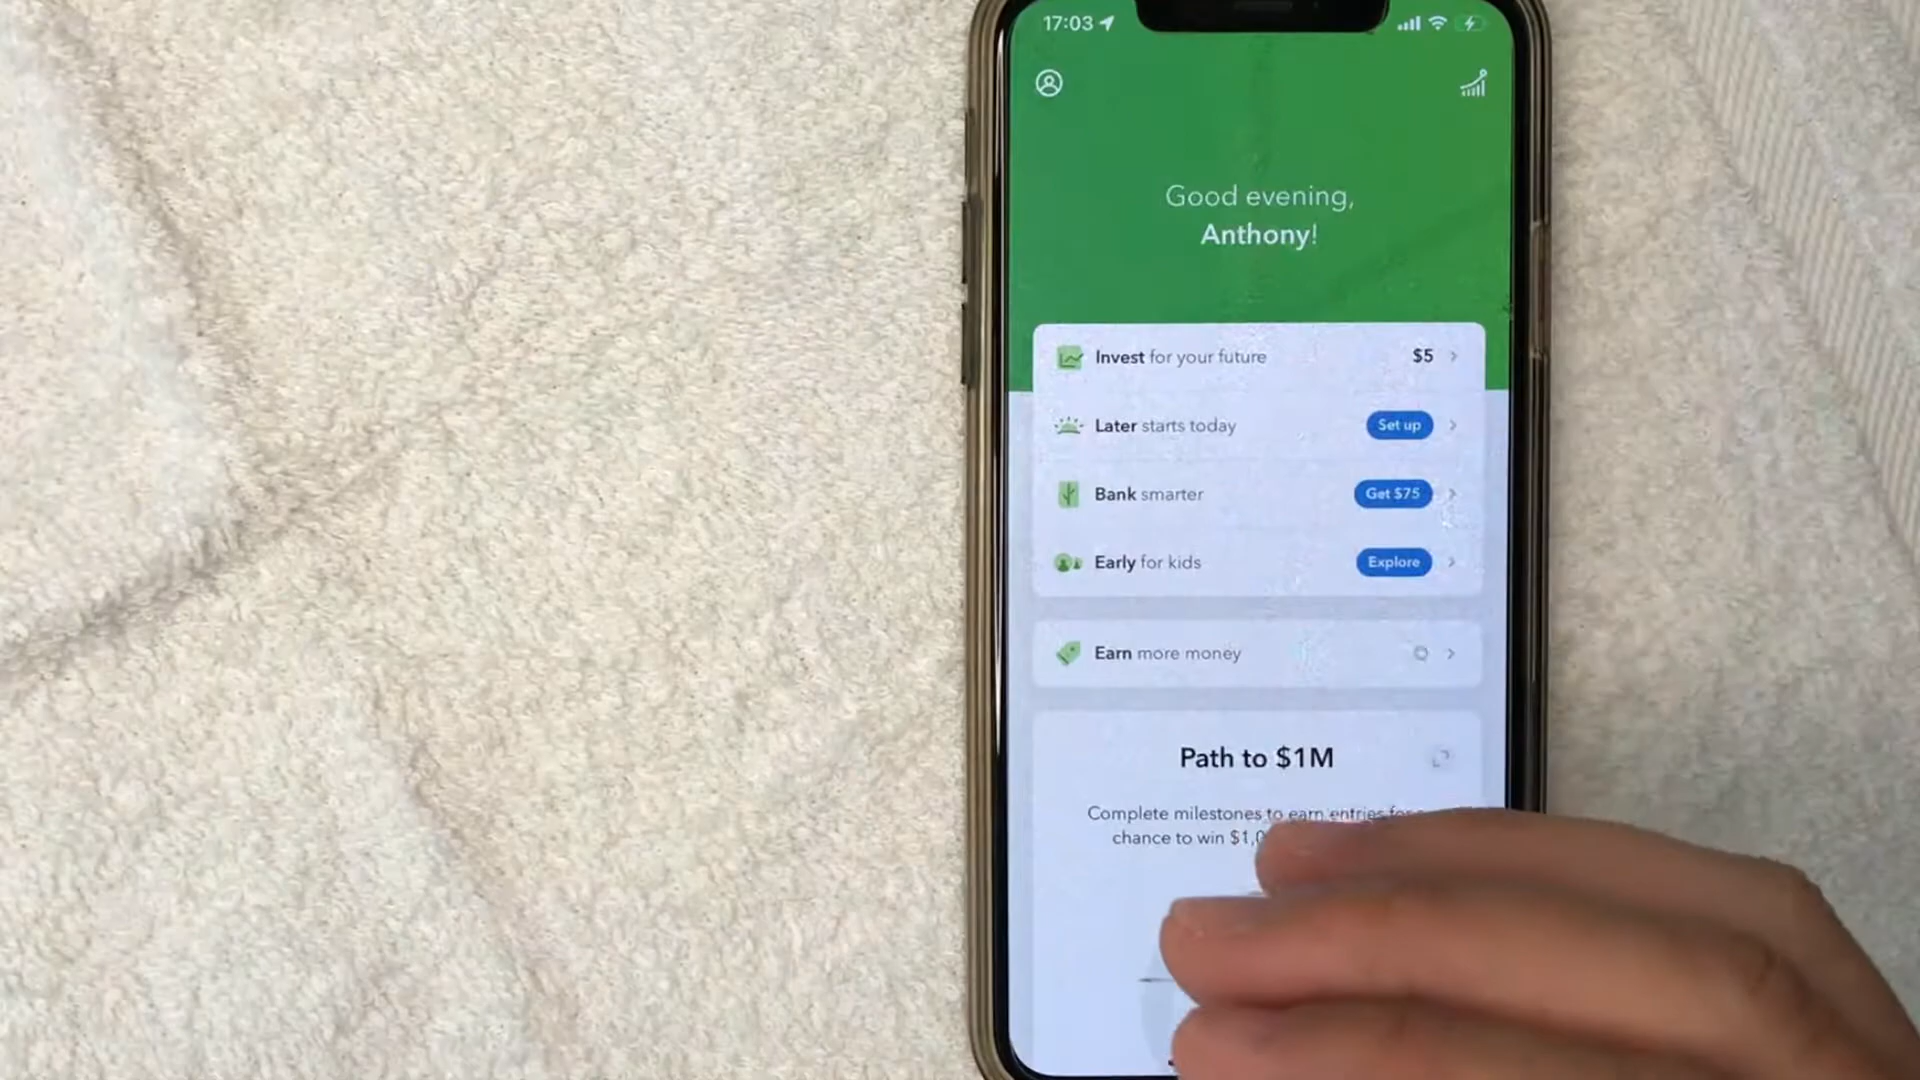 17:03
Good evening,
Anthony!
Invest for your future $5
Later starts today Set up
Bank smarter Get $75
Early for kids Explore
Earn more money
Path to $1M
Complete milestones to earn entries for
chance to win